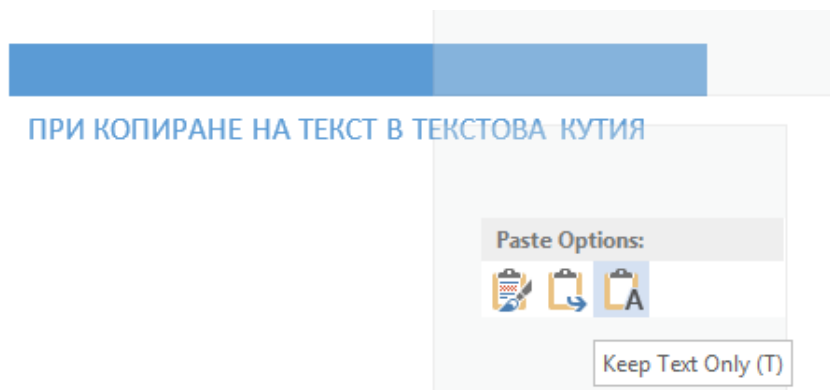 ПРИ КОПИРАНЕ НА ТЕКСТ В ТЕКСТОВА КУТИЯ
Paste Options:
A
Keep Text Only (T)